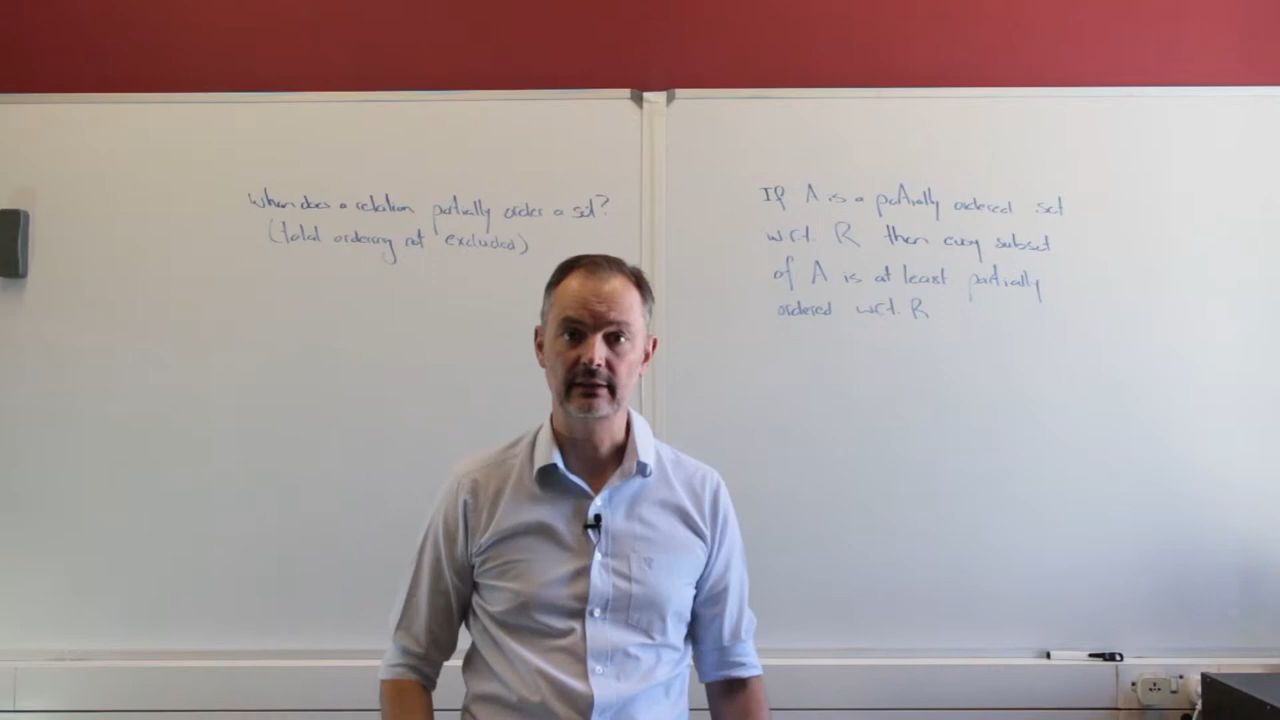 When does a relation partially order a set?
(total ordering not excluded)
If A is a partially ordered set
w.r.t. R then every subset
of A is at least partially
ordered w.r.t. R